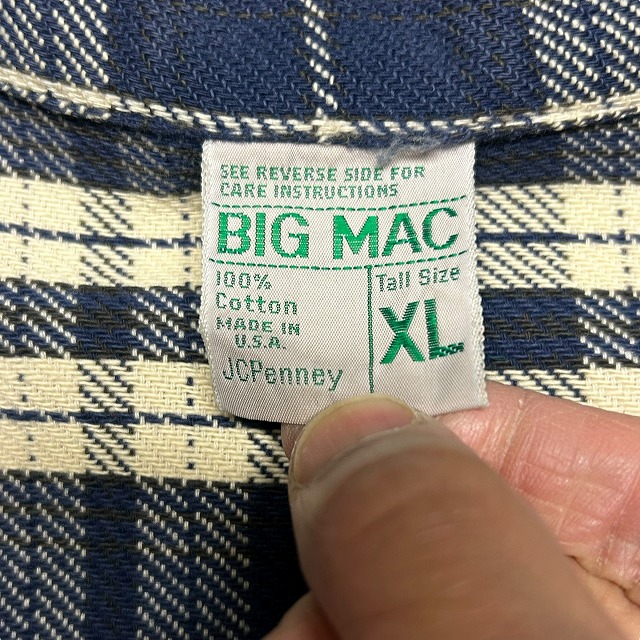 SEE REVERSE SIDE FOR
CARE INSTRUCTIONS
BIG MAC
100%
Cotton
MADE IN
U.S.A.
JCPenney
Tall Size
XL